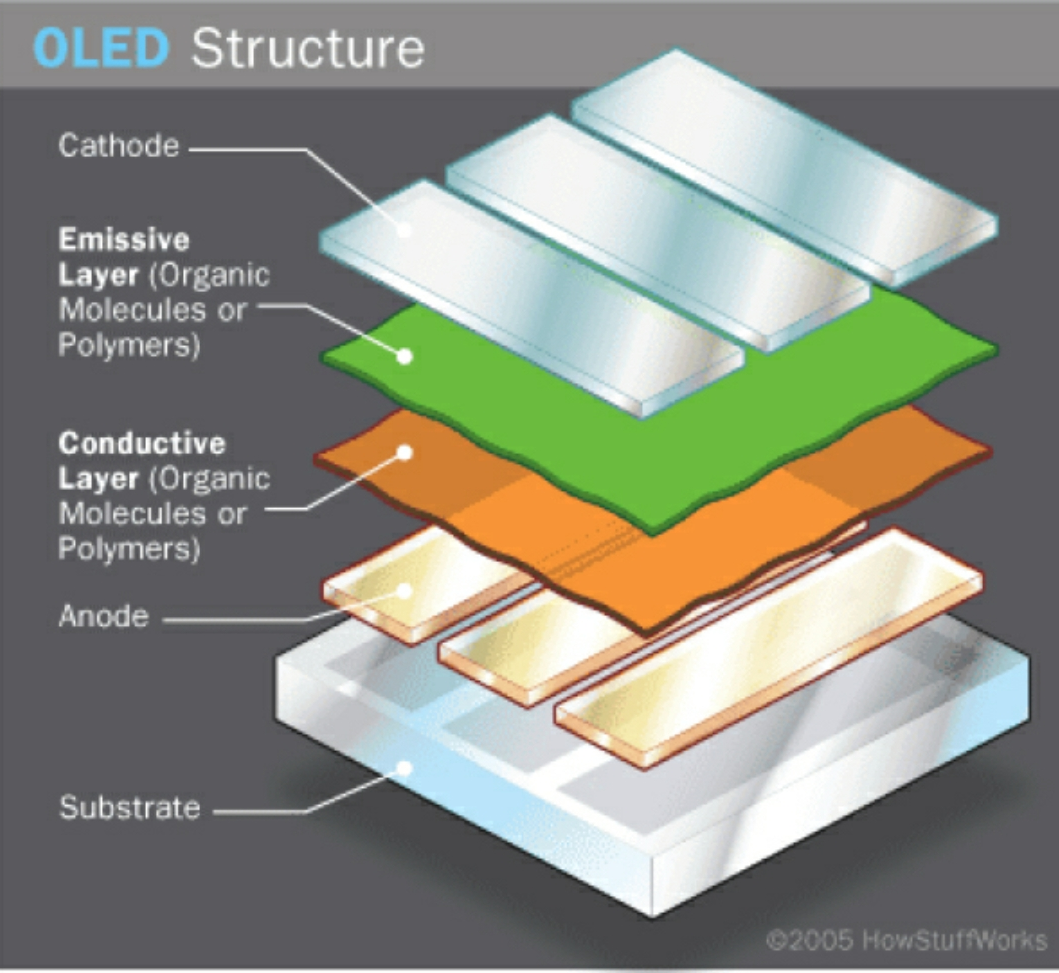 OLED Structure
Cathode
Emissive
Layer (Organic
Molecules or
Polymers)
Conductive
Layer (Organic
Molecules or
Polymers)
Anode
Substrate
©2005 HowStuffWorks